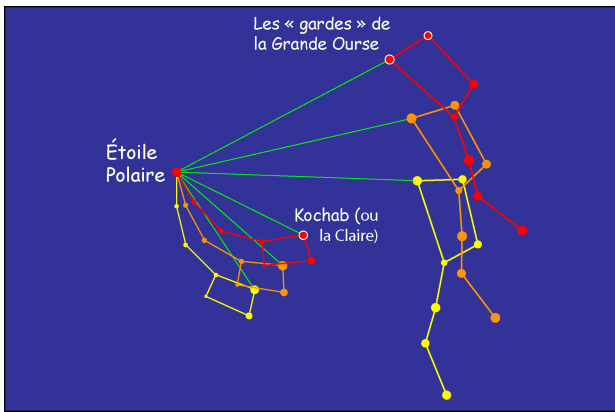 Les « gardes » de
la Grande Ourse
Étoile
Polaire
Kochab (ou
la Claire)